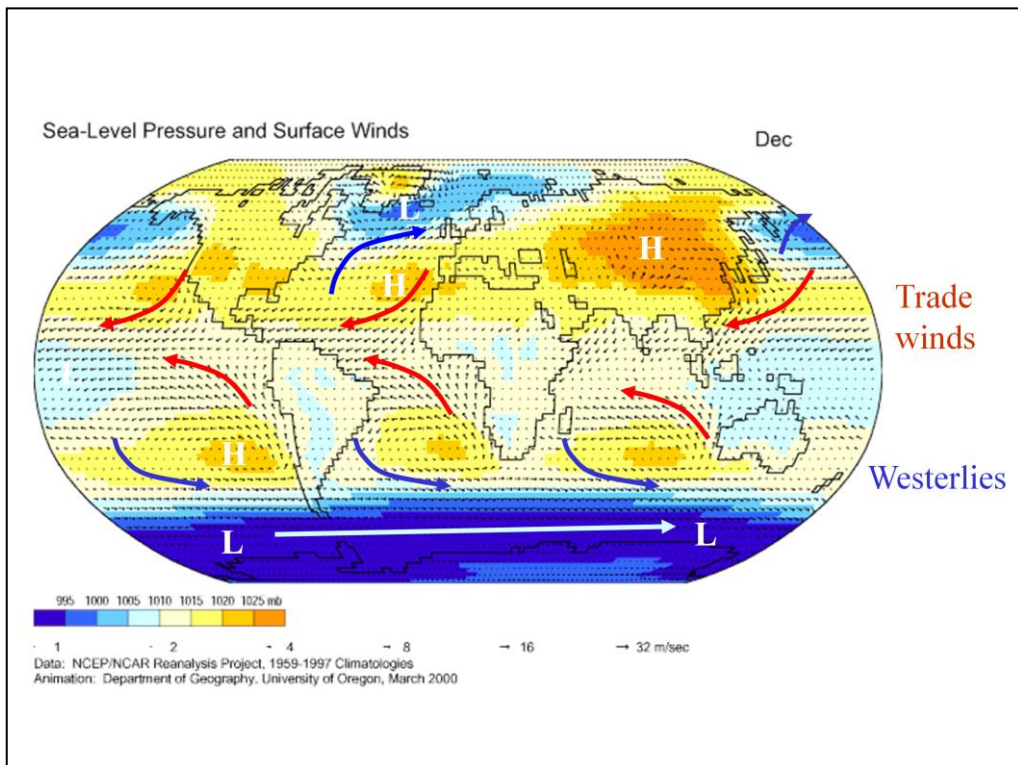 Sea-Level Pressure and Surface Winds
Dec
L
H
H
Trade
winds
L
H
Westerlies
L
L
995 1000 1005 1010 1015 1020 1025 mb
1 2 4 8 16 32 m/sec
Data: NCEP/NCAR Reanalysis Project, 1959-1997 Climatologies
Animation: Department of Geography, University of Oregon, March 2000